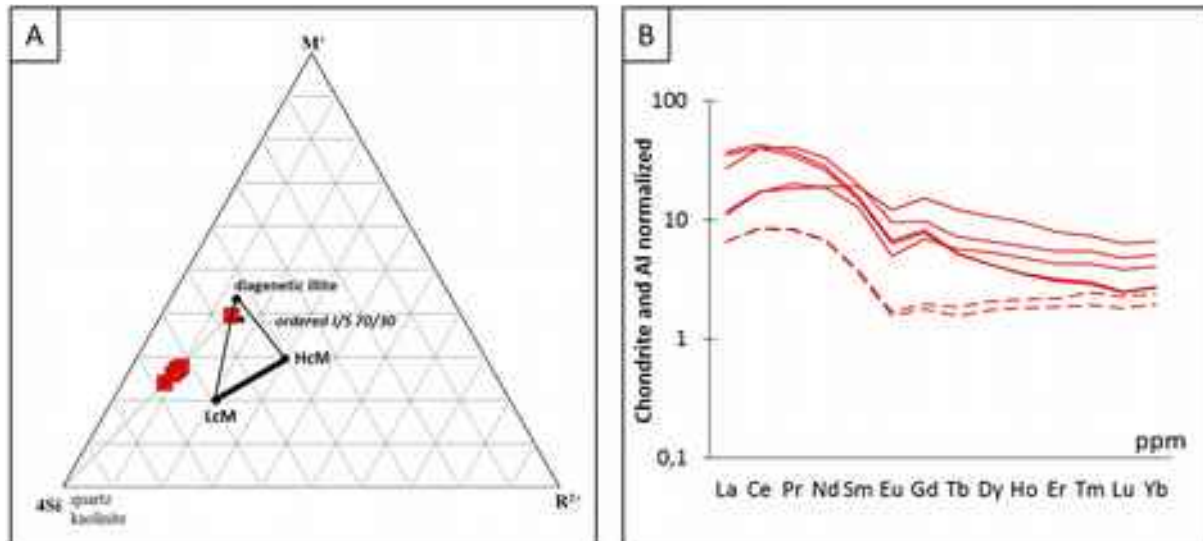 A
M⁺
diagenetic illite
ordered I/S 70/30
HcM
LcM
4Si
quartz
kaolinite
R²⁺
B
Chondrite and Al normalized
100
10
1
0,1
ppm
La Ce Pr Nd Sm Eu Gd Tb Dy Ho Er Tm Lu Yb